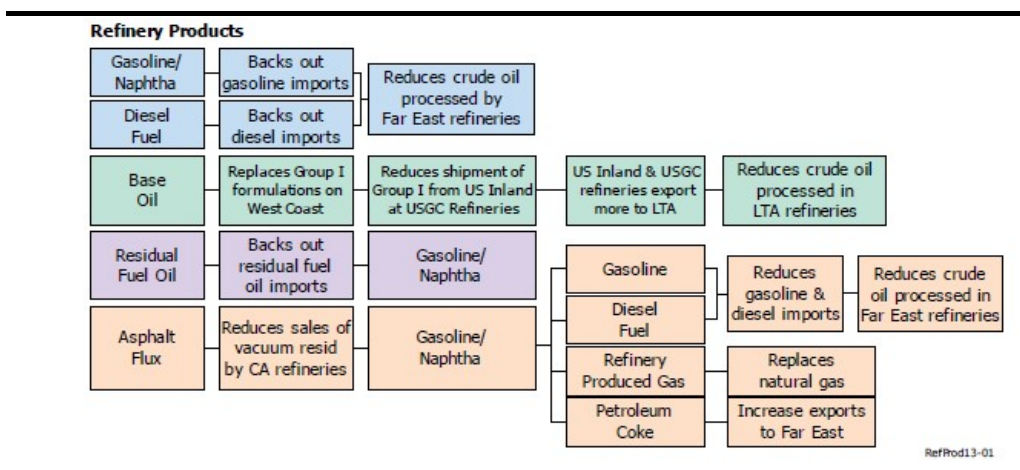 Refinery Products
Gasoline/
Naphtha
Backs out
gasoline imports
Reduces crude oil
processed by
Far East refineries
Diesel
Fuel
Backs out
diesel imports
Base
Oil
Replaces Group I
formulations on
West Coast
Reduces shipment of
Group I from US Inland
at USGC Refineries
US Inland & USGC
refineries export
more to LTA
Reduces crude oil
processed in
LTA refineries
Residual
Fuel Oil
Backs out
residual fuel
oil imports
Gasoline/
Naphtha
Asphalt
Flux
Reduces sales of
vacuum resid
by CA refineries
Gasoline/
Naphtha
Gasoline
Diesel
Fuel
Reduces
gasoline &
diesel imports
Reduces crude
oil processed in
Far East refineries
Refinery
Produced Gas
Replaces
natural gas
Petroleum
Coke
Increase exports
to Far East
RefProd13-01